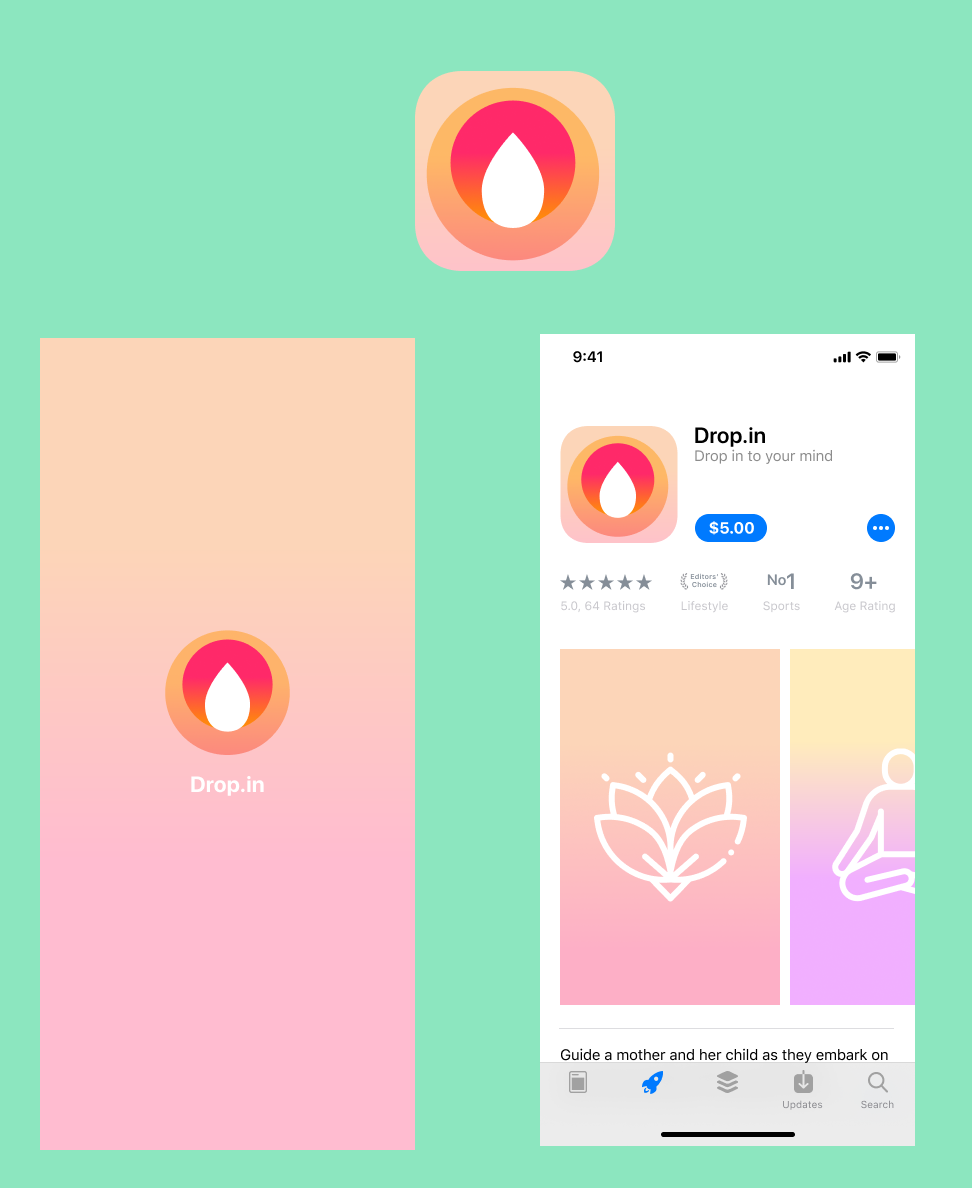 Drop.in
9:41
Drop.in
Drop in to your mind
$5.00
★★★★★
Editors'
Choice
No1
9+
5.0, 64 Ratings
Lifestyle
Sports
Age Rating
Guide a mother and her child as they embark on
Updates
Search